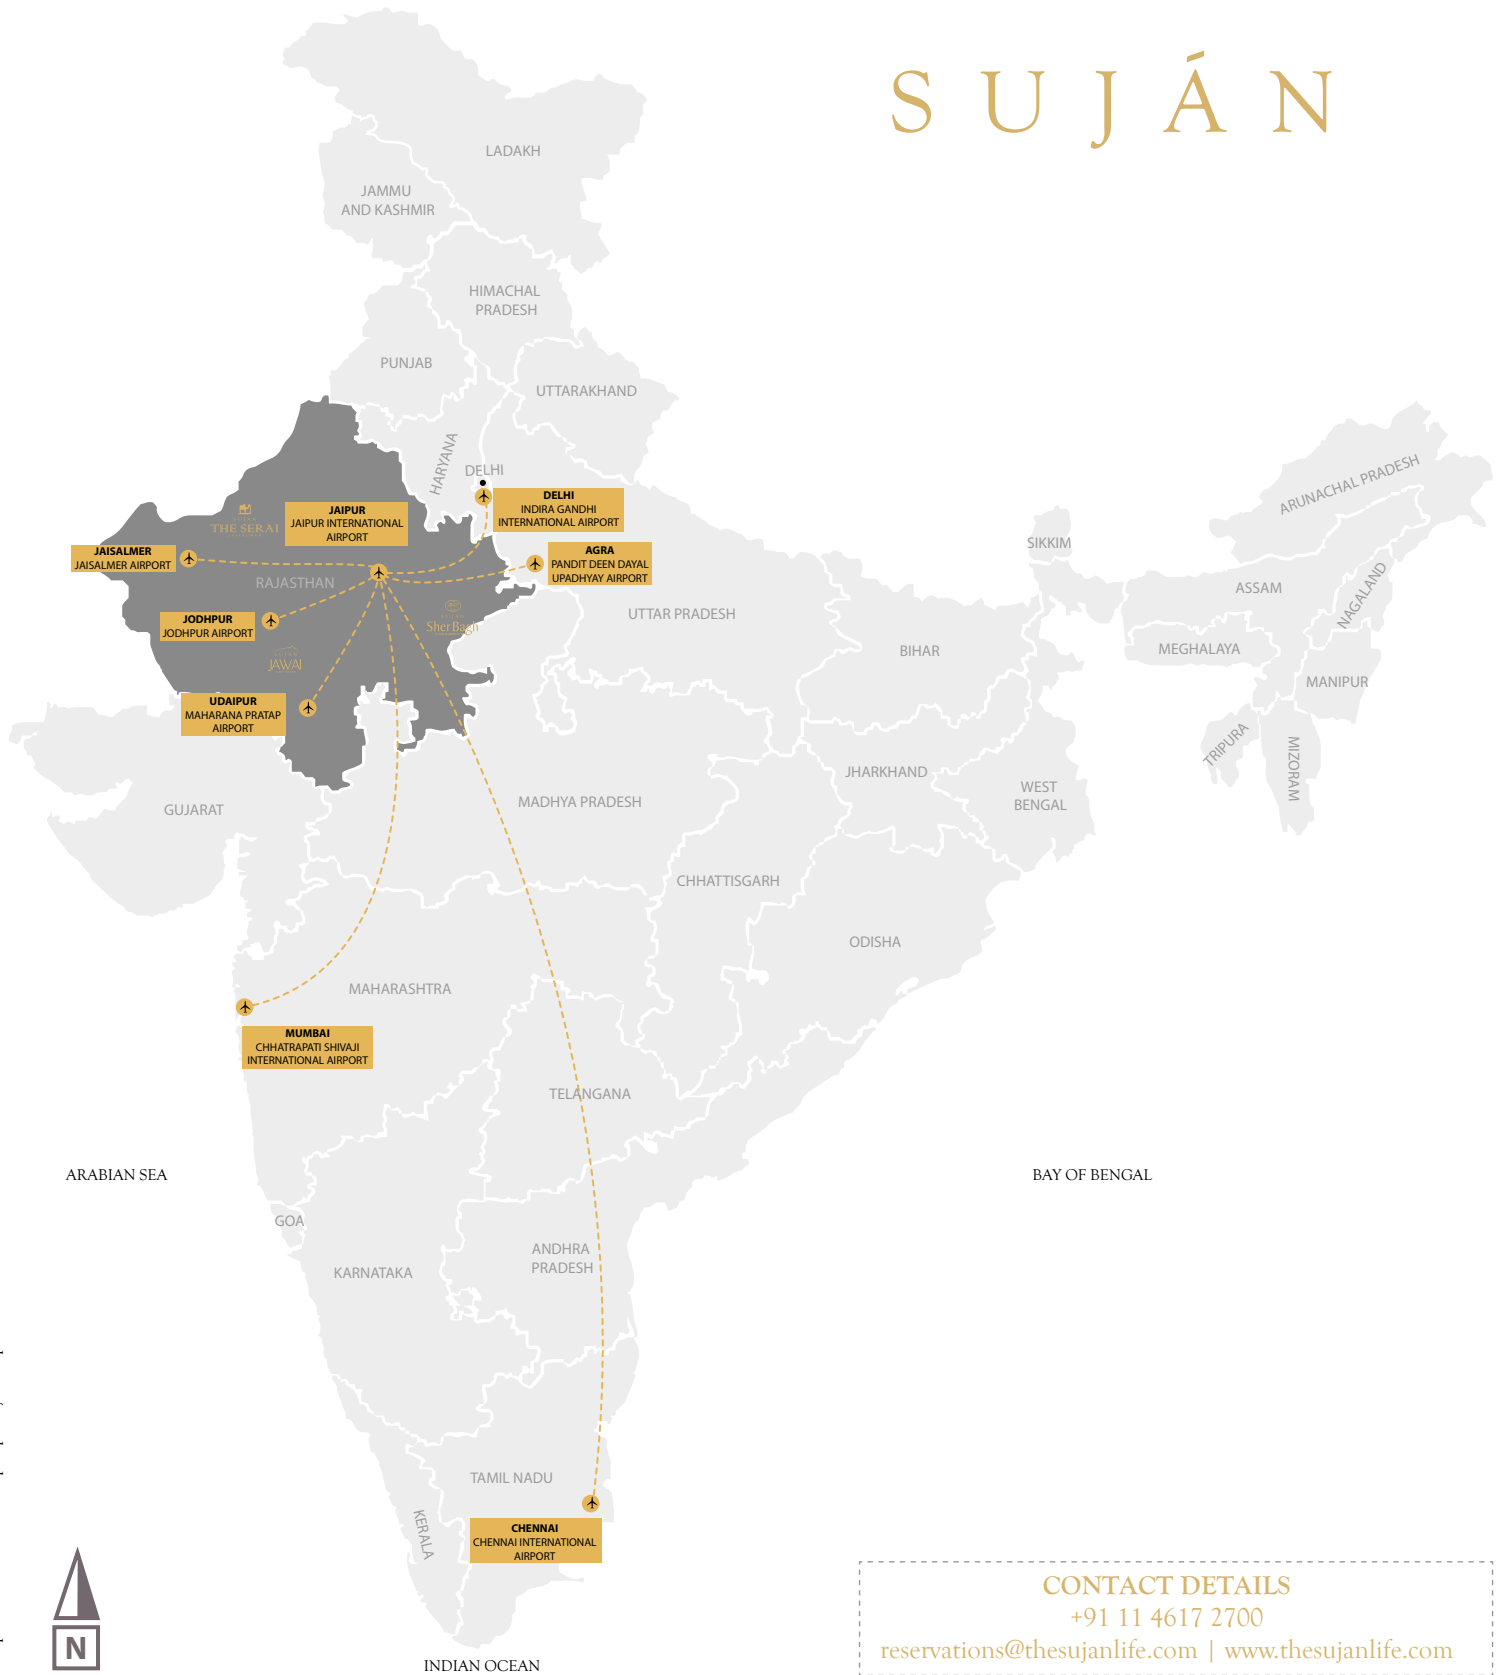 SUJÁN
LADAKH
JAMMU
AND KASHMIR
HIMACHAL
PRADESH
PUNJAB
UTTARAKHAND
HARYANA
DELHI
ARUNACHAL PRADESH
DELHI
INDIRA GANDHI
INTERNATIONAL AIRPORT
JAIPUR
JAIPUR INTERNATIONAL
AIRPORT
THE SERAI
JAISALMER
JAISALMER AIRPORT
AGRA
PANDIT DEEN DAYAL
UPADHYAY AIRPORT
RAJASTHAN
SIKKIM
ASSAM
NAGALAND
UTTAR PRADESH
JODHPUR
JODHPUR AIRPORT
Sher Bagh
BIHAR
MEGHALAYA
JAWAI
MANIPUR
UDAIPUR
MAHARANA PRATAP
AIRPORT
TRIPURA
MIZORAM
JHARKHAND
WEST
BENGAL
GUJARAT
MADHYA PRADESH
CHHATTISGARH
ODISHA
MAHARASHTRA
MUMBAI
CHHATRAPATI SHIVAJI
INTERNATIONAL AIRPORT
TELANGANA
ARABIAN SEA
BAY OF BENGAL
GOA
KARNATAKA
ANDHRA
PRADESH
TAMIL NADU
KERALA
CHENNAI
CHENNAI INTERNATIONAL
AIRPORT
N
INDIAN OCEAN
CONTACT DETAILS
+91 11 4617 2700
reservations@thesujanlife.com | www.thesujanlife.com